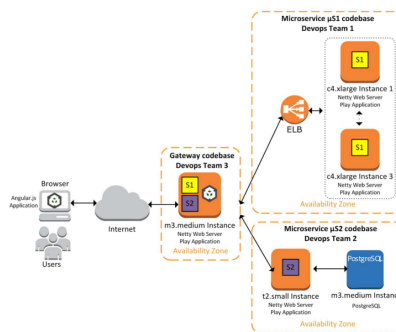 Microservice µS1 codebase
Devops Team 1
S1
c4.xlarge Instance 1
Netty Web Server
Play Application
ELB
S1
c4.xlarge Instance 3
Netty Web Server
Play Application
Availability Zone
Gateway codebase
Devops Team 3
S1
S2
m3.medium Instance
Netty Web Server
Play Application
Availability Zone
Browser
Angular.js
Application
Users
Internet
Microservice µS2 codebase
Devops Team 2
S2
t2.small Instance
Netty Web Server
Play Application
PostgreSQL
m3.medium Instanc
PostgreSQL
Availability Zone